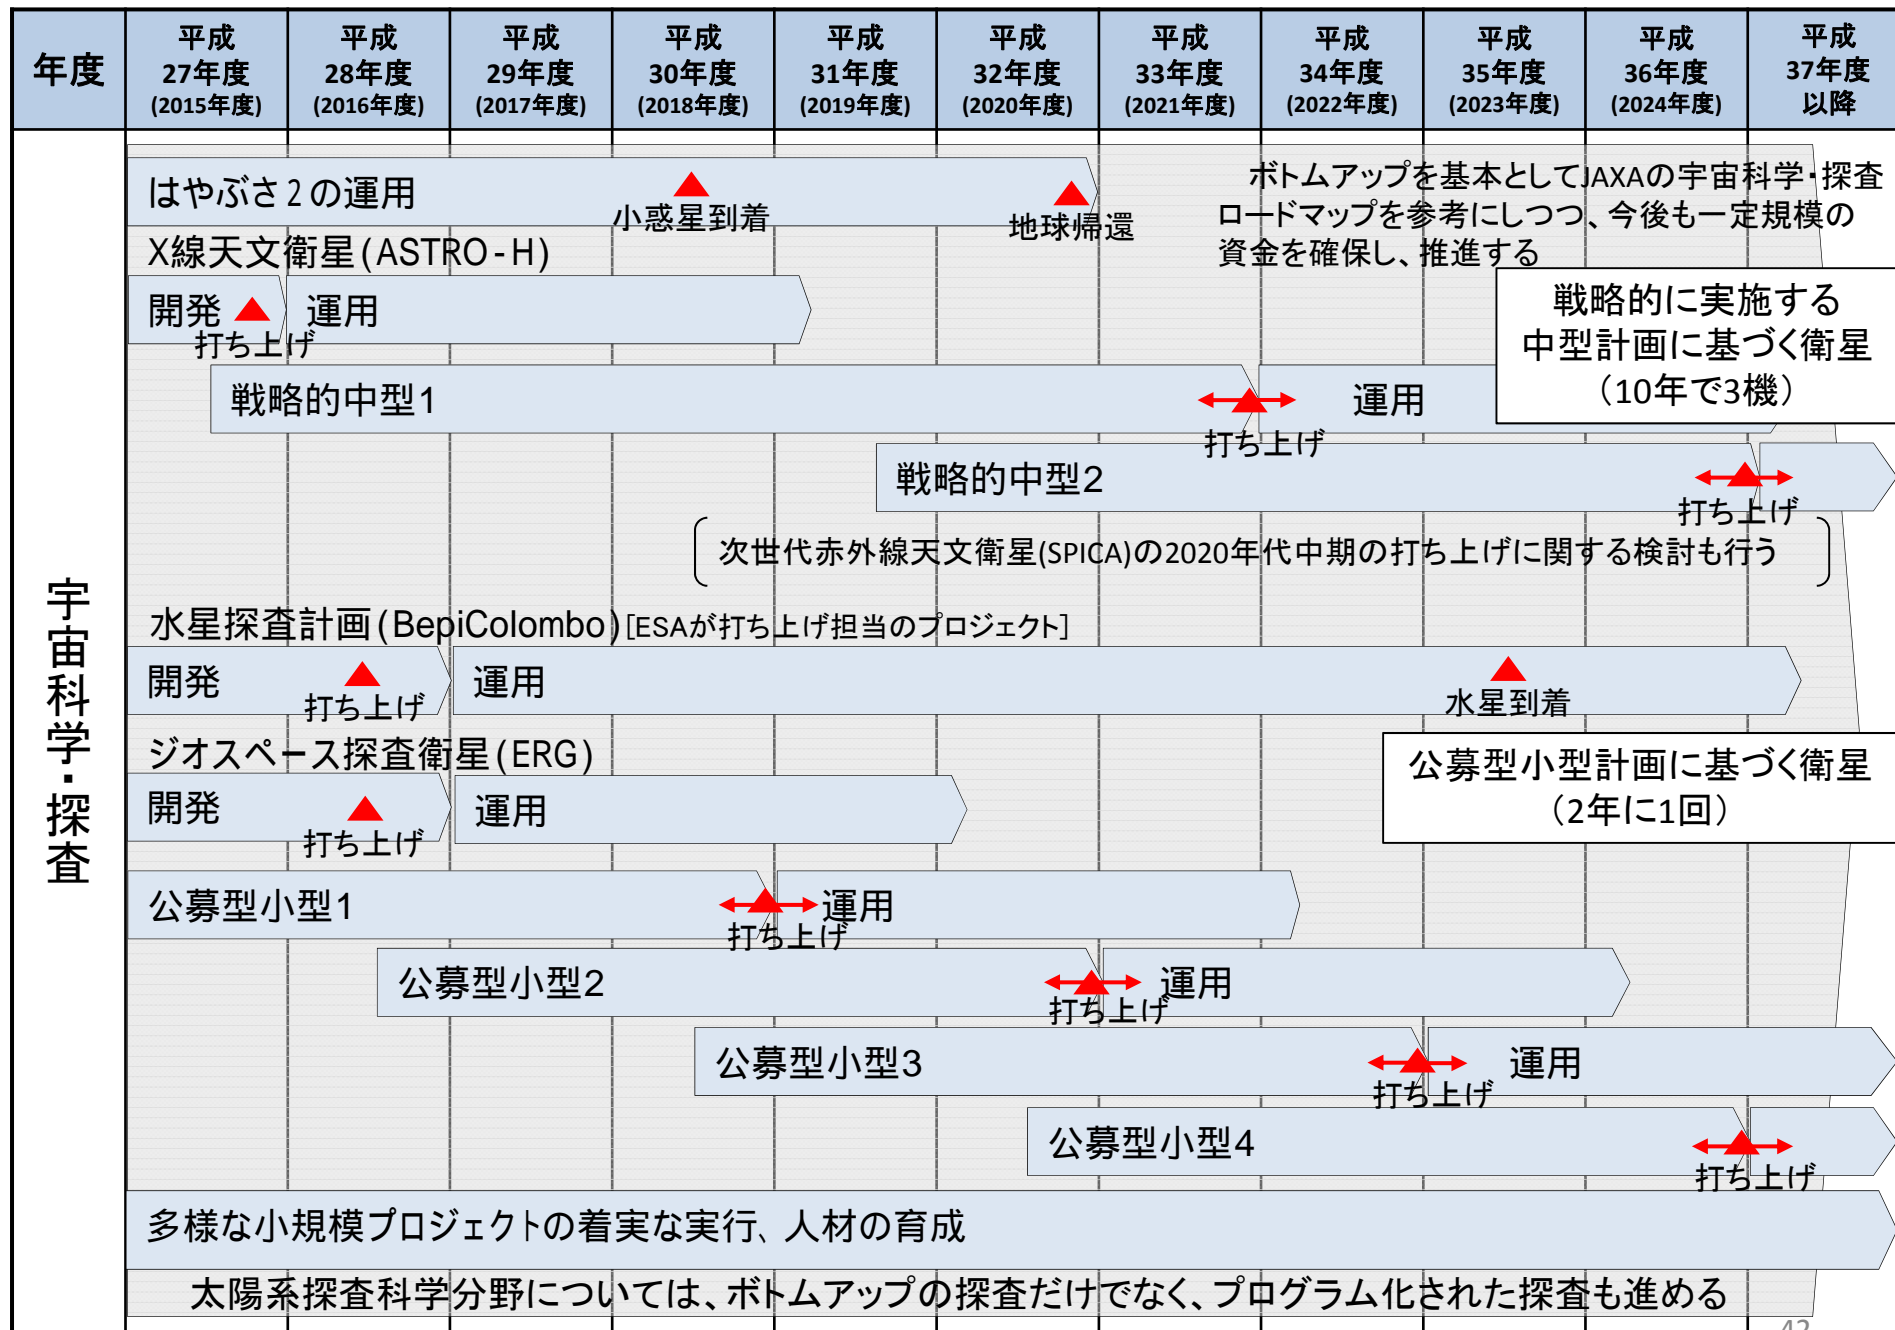 年度
平成
27年度
(2015年度)
平成
28年度
(2016年度)
平成
29年度
(2017年度)
平成
30年度
(2018年度)
平成
31年度
(2019年度)
平成
32年度
(2020年度)
平成
33年度
(2021年度)
平成
34年度
(2022年度)
平成
35年度
(2023年度)
平成
36年度
(2024年度)
平成
37年度
以降
宇宙科学・探査
はやぶさ2の運用
小惑星到着
地球帰還
ボトムアップを基本としてJAXAの宇宙科学・探査
ロードマップを参考にしつつ、今後も一定規模の
資金を確保し、推進する
X線天文衛星(ASTRO-H)
開発
打ち上げ
運用
戦略的に実施する
中型計画に基づく衛星
（10年で3機）
戦略的中型1
打ち上げ
運用
戦略的中型2
打ち上げ
次世代赤外線天文衛星(SPICA)の2020年代中期の打ち上げに関する検討も行う
水星探査計画(BepiColombo)[ESAが打ち上げ担当のプロジェクト]
開発
打ち上げ
運用
水星到着
ジオスペース探査衛星(ERG)
開発
打ち上げ
運用
公募型小型計画に基づく衛星
（2年に1回）
公募型小型1
打ち上げ
運用
公募型小型2
打ち上げ
運用
公募型小型3
打ち上げ
運用
公募型小型4
打ち上げ
多様な小規模プロジェクトの着実な実行、人材の育成
太陽系探査科学分野については、ボトムアップの探査だけでなく、プログラム化された探査も進める